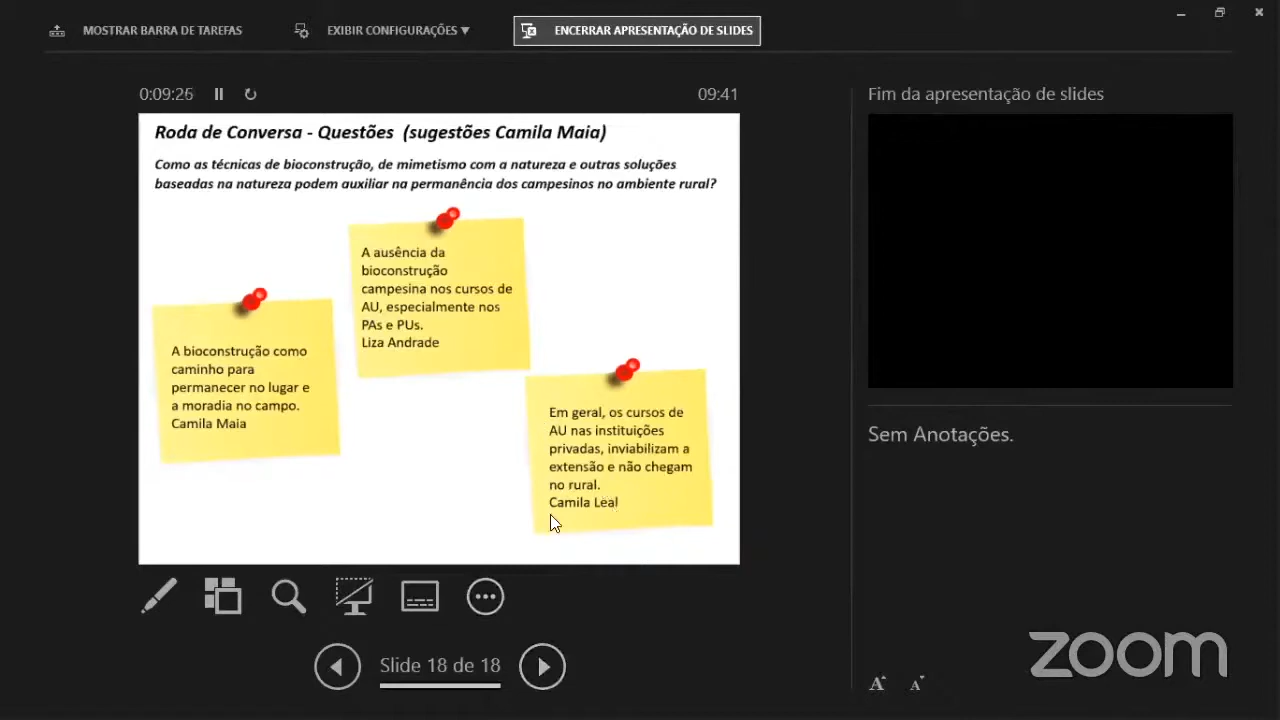 MOSTRAR BARRA DE TAREFAS
EXIBIR CONFIGURAÇÕES ▼
ENCERRAR APRESENTAÇÃO DE SLIDES
0:09:25
09:41
Roda de Conversa - Questões (sugestões Camila Maia)
Como as técnicas de bioconstrução, de mimetismo com a natureza e outras soluções
baseadas na natureza podem auxiliar na permanência dos campesinos no ambiente rural?
A ausência da
bioconstrução
campesina nos cursos de
AU, especialmente nos
PAs e PUs.
Liza Andrade
A bioconstrução como
caminho para
permanecer no lugar e
a moradia no campo.
Camila Maia
Em geral, os cursos de
AU nas instituições
privadas, inviabilizam a
extensão e não chegam
no rural.
Camila Leal
Slide 18 de 18
Fim da apresentação de slides
Sem Anotações.
A A
zoom